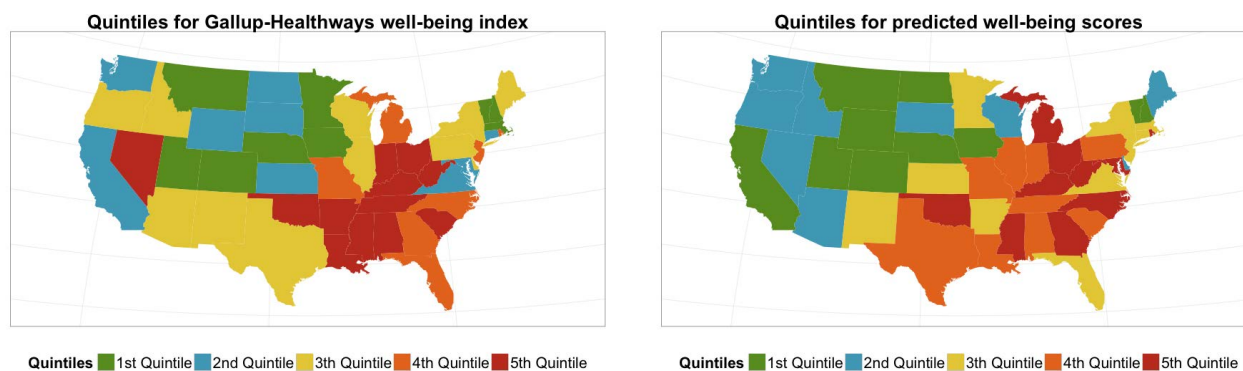 Quintiles for Gallup-Healthways well-being index
Quintiles 1st Quintile 2nd Quintile 3th Quintile 4th Quintile 5th Quintile
Quintiles for predicted well-being scores
Quintiles 1st Quintile 2nd Quintile 3th Quintile 4th Quintile 5th Quintile